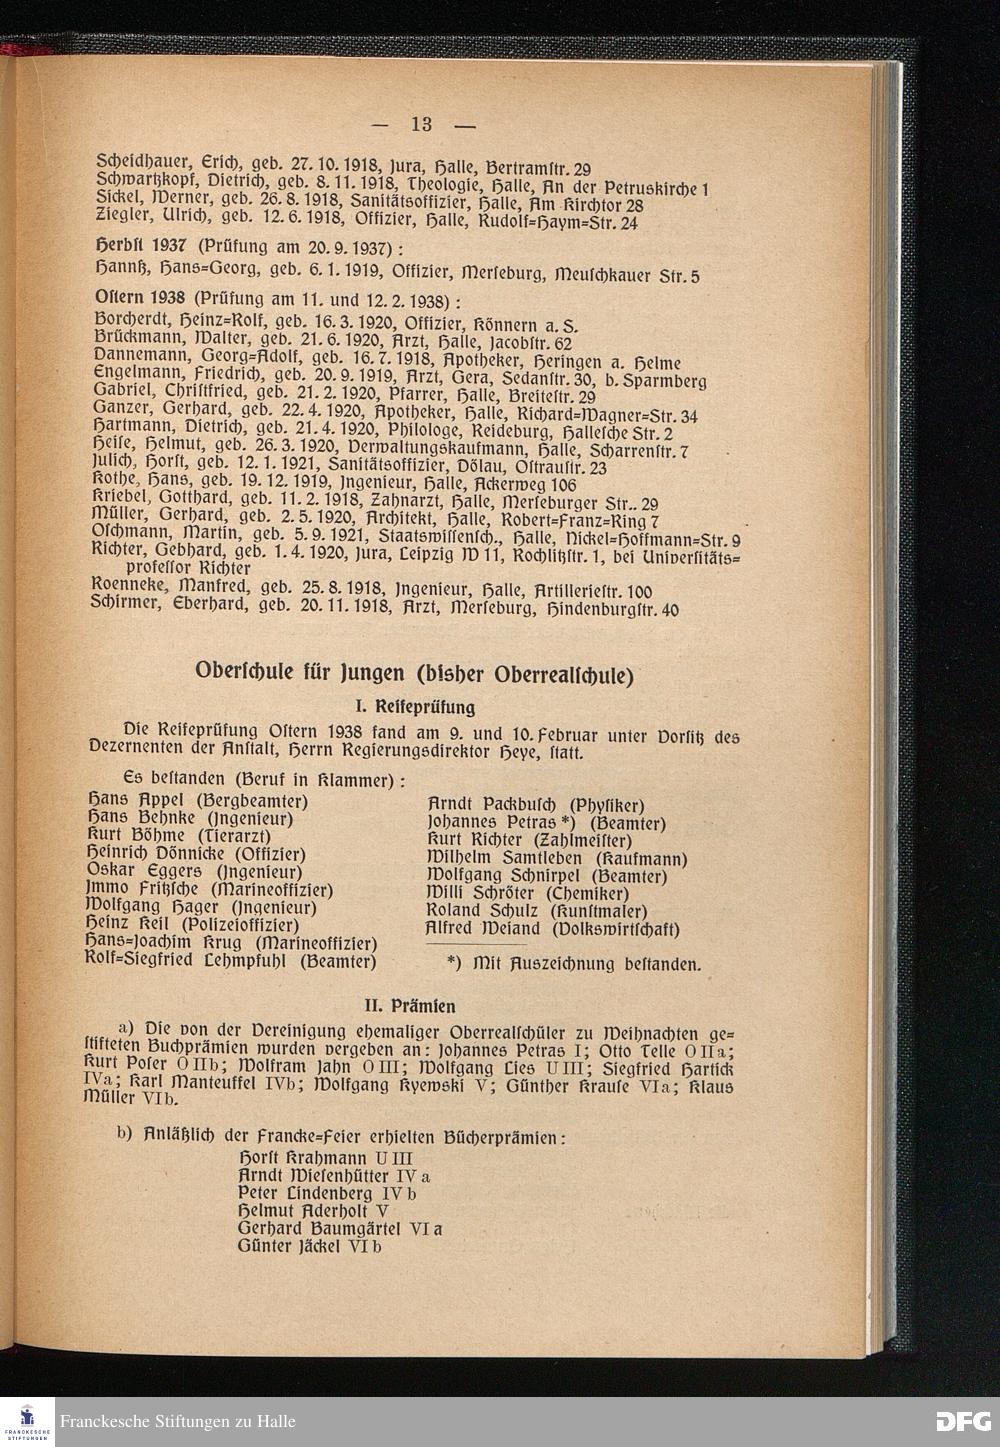 — 13 —
Scheidhauer, Erich, geb. 27. 10. 1918, Jura, Halle, Bertramstr. 29
Schwartzkopf, Dietrich, geb. 8. 11. 1918, Theologie, Halle, An der Petruskirche 1
Sickel, Werner, geb. 26. 8. 1918, Sanitätsoffizier, Halle, Am Kirchtor 28
Ziegler, Ulrich, geb. 12. 6. 1918, Offizier, Halle, Rudolf-Haym-Str. 24
Herbst 1937 (Prüfung am 20. 9. 1937) :
Hannß, Hans-Georg, geb. 6. 1. 1919, Offizier, Merseburg, Meuschkauer Str. 5
Ostern 1938 (Prüfung am 11. und 12. 2. 1938) :
Borcherdt, Heinz-Rolf, geb. 16. 3. 1920, Offizier, Könnern a. S.
Brückmann, Walter, geb. 21. 6. 1920, Arzt, Halle, Jacobstr. 62
Dannemann, Georg-Adolf, geb. 16. 7. 1918, Apotheker, Heringen a. Helme
Engelmann, Friedrich, geb. 20. 9. 1919, Arzt, Gera, Sedanstr. 30, b. Sparmberg
Gabriel, Christfried, geb. 21. 2. 1920, Pfarrer, Halle, Breitestr. 29
Ganzer, Gerhard, geb. 22. 4. 1920, Apotheker, Halle, Richard-Wagner-Str. 34
Hartmann, Dietrich, geb. 21. 4. 1920, Philologe, Reideburg, Hallesche Str. 2
Heise, Helmut, geb. 26. 3. 1920, Verwaltungskaufmann, Halle, Scharrenstr. 7
Julich, Horst, geb. 12. 1. 1921, Sanitätsoffizier, Dölau, Ostraustr. 23
Kothe, Hans, geb. 19. 12. 1919, Ingenieur, Halle, Ackerweg 106
Kriebel, Gotthard, geb. 11. 2. 1918, Zahnarzt, Halle, Merseburger Str.. 29
Müller, Gerhard, geb. 2. 5. 1920, Architekt, Halle, Robert-Franz-Ring 7
Oschmann, Martin, geb. 5. 9. 1921, Staatswissensch., Halle, Nickel-Hoffmann-Str. 9
Richter, Gebhard, geb. 1. 4. 1920, Jura, Leipzig W 11, Rochlitzstr. 1, bei Universitäts-
professor Richter
Roenneke, Manfred, geb. 25. 8. 1918, Ingenieur, Halle, Artilleriestr. 100
Schirmer, Eberhard, geb. 20. 11. 1918, Arzt, Merseburg, Hindenburgstr. 40
Oberschule für Jungen (bisher Oberrealschule)
I. Reifeprüfung
Die Reifeprüfung Ostern 1938 fand am 9. und 10. Februar unter Vorsitz des
Dezernenten der Anstalt, Herrn Regierungsdirektor Heye, statt.
Es bestanden (Beruf in Klammer) :
Hans Appel (Bergbeamter)
Hans Behnke (Ingenieur)
Kurt Böhme (Tierarzt)
Heinrich Dönnicke (Offizier)
Oskar Eggers (Ingenieur)
Immo Fritzsche (Marineoffizier)
Wolfgang Hager (Ingenieur)
Heinz Keil (Polizeioffizier)
Hans-Joachim Krug (Marineoffizier)
Rolf-Siegfried Lehmpfuhl (Beamter)
Arndt Packbusch (Physiker)
Johannes Petras *) (Beamter)
Kurt Richter (Zahlmeister)
Wilhelm Samtleben (Kaufmann)
Wolfgang Schnirpel (Beamter)
Willi Schröter (Chemiker)
Roland Schulz (Kunstmaler)
Alfred Weiand (Volkswirtschaft)
*) Mit Auszeichnung bestanden.
II. Prämien
a) Die von der Vereinigung ehemaliger Oberrealschüler zu Weihnachten ge-
stifteten Buchprämien wurden vergeben an: Johannes Petras I; Otto Telle O II a;
Kurt Poser O II b; Wolfram Jahn O III; Wolfgang Lies U III; Siegfried Hartick
IVa; Karl Manteuffel IVb; Wolfgang Kyewski V; Günther Krause VIa; Klaus
Müller VIb.
b) Anläßlich der Francke-Feier erhielten Bücherprämien:
Horst Krahmann U III
Arndt Wiesenhütter IV a
Peter Lindenberg IV b
Helmut Aderholt V
Gerhard Baumgärtel VI a
Günter Jäckel VI b
FRANCKESCHE
STIFTUNGEN
Franckesche Stiftungen zu Halle
DFG